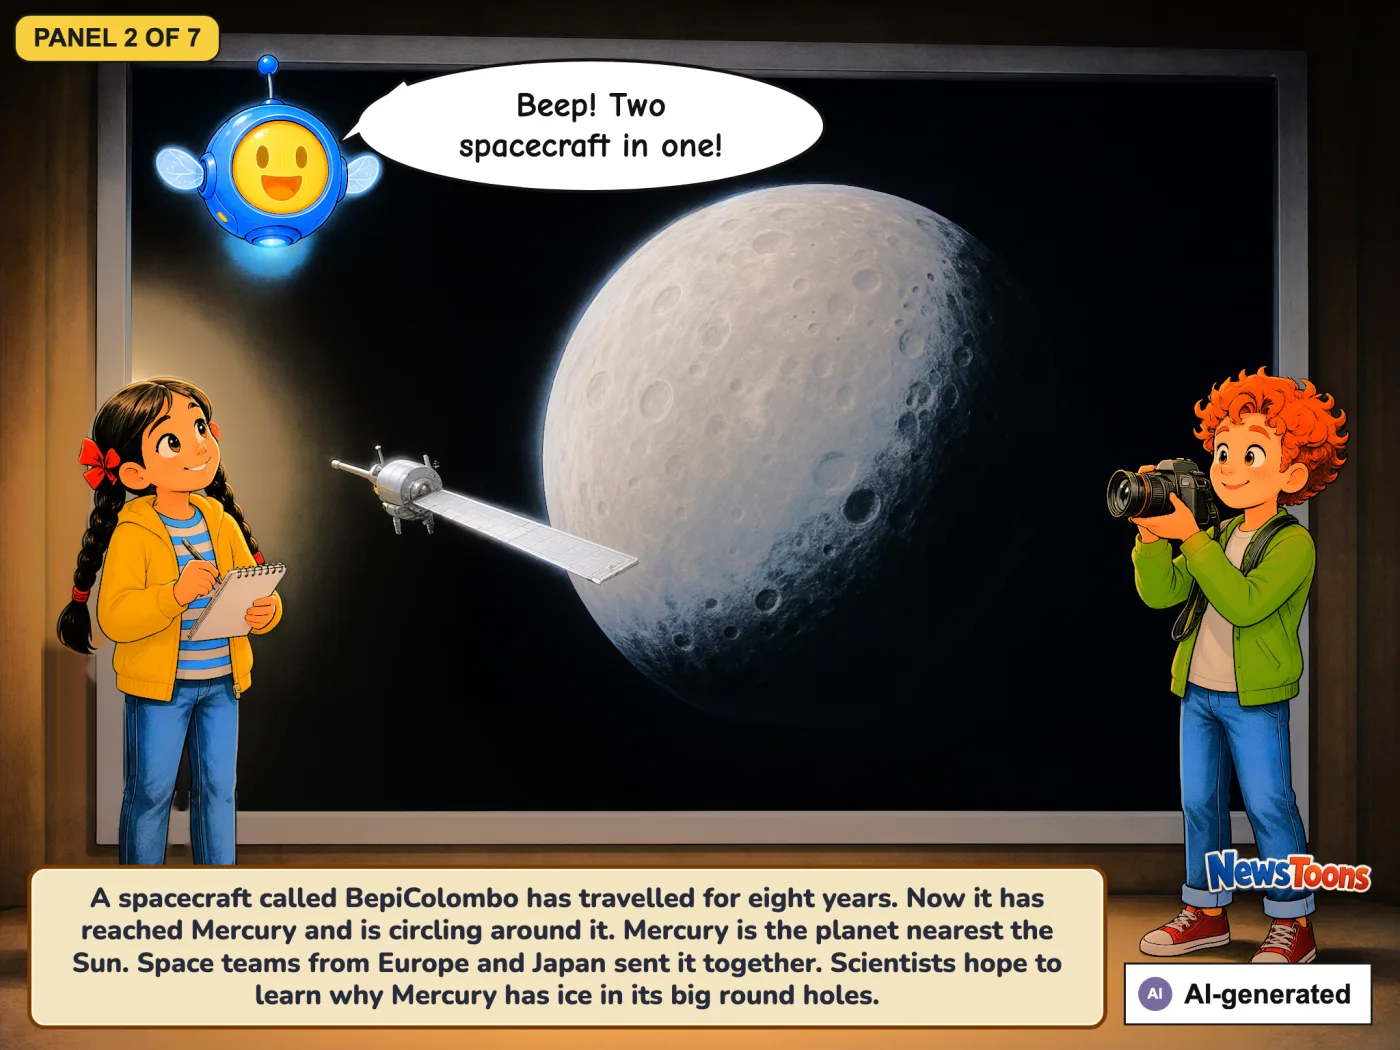 PANEL 2 OF 7
Beep! Two
spacecraft in one!
A spacecraft called BepiColombo has travelled for eight years. Now it has
reached Mercury and is circling around it. Mercury is the planet nearest the
Sun. Space teams from Europe and Japan sent it together. Scientists hope to
learn why Mercury has ice in its big round holes.
NewsToons
AI AI-generated